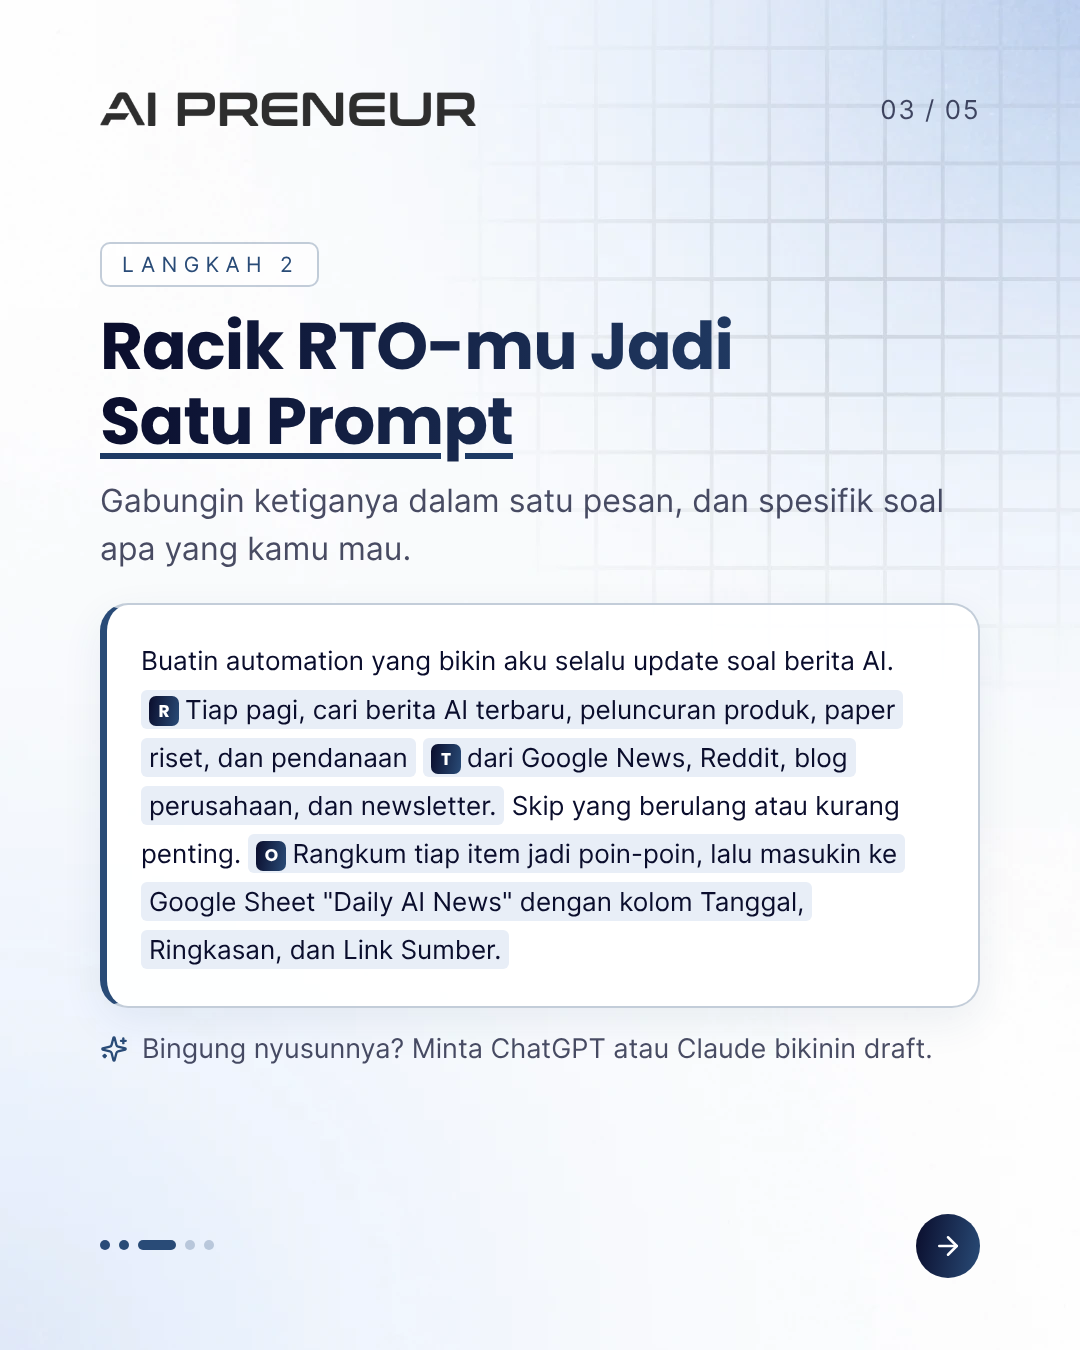 AI PRENEUR
03 / 05
LANGKAH 2
Racik RTO-mu Jadi
Satu Prompt
Gabungin ketiganya dalam satu pesan, dan spesifik soal
apa yang kamu mau.
Buatin automation yang bikin aku selalu update soal berita AI.
R Tiap pagi, cari berita AI terbaru, peluncuran produk, paper
riset, dan pendanaan T dari Google News, Reddit, blog
perusahaan, dan newsletter. Skip yang berulang atau kurang
penting. O Rangkum tiap item jadi poin-poin, lalu masukin ke
Google Sheet "Daily AI News" dengan kolom Tanggal,
Ringkasan, dan Link Sumber.
Bingung nyusunnya? Minta ChatGPT atau Claude bikinin draft.